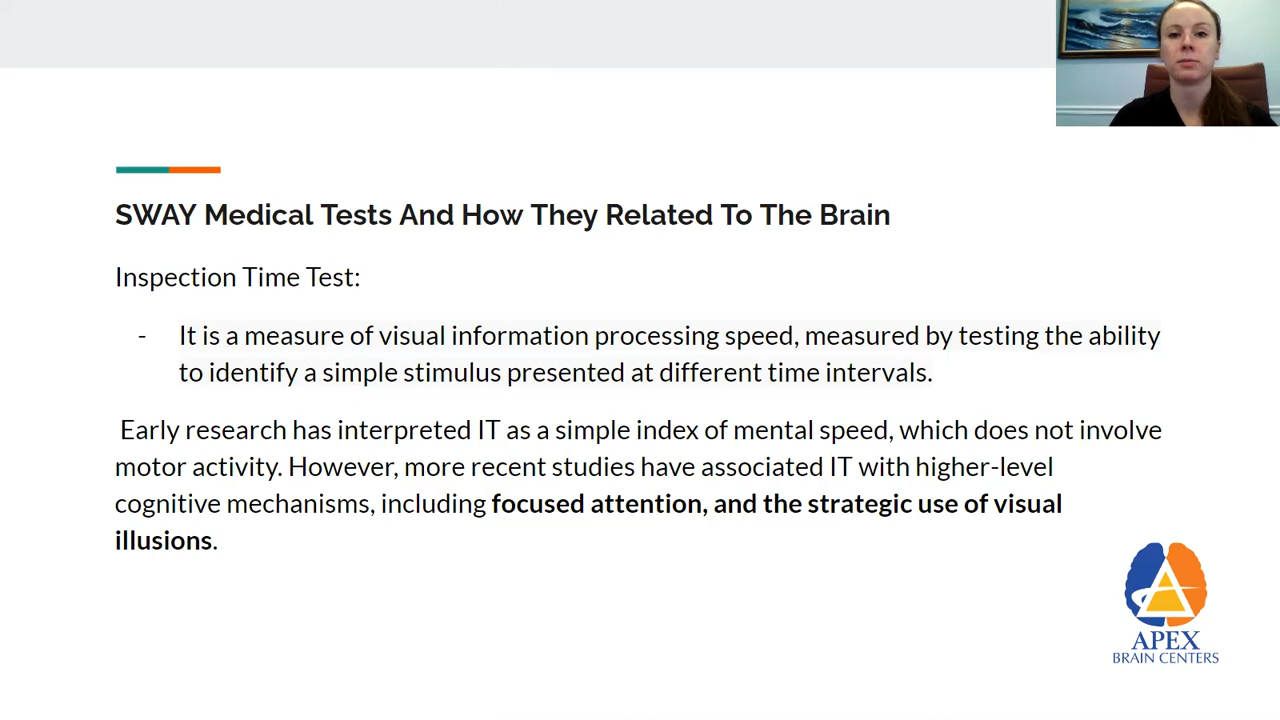 SWAY Medical Tests And How They Related To The Brain
Inspection Time Test:
- It is a measure of visual information processing speed, measured by testing the ability
to identify a simple stimulus presented at different time intervals.
Early research has interpreted IT as a simple index of mental speed, which does not involve
motor activity. However, more recent studies have associated IT with higher-level
cognitive mechanisms, including focused attention, and the strategic use of visual
illusions.
APEX
BRAIN CENTERS